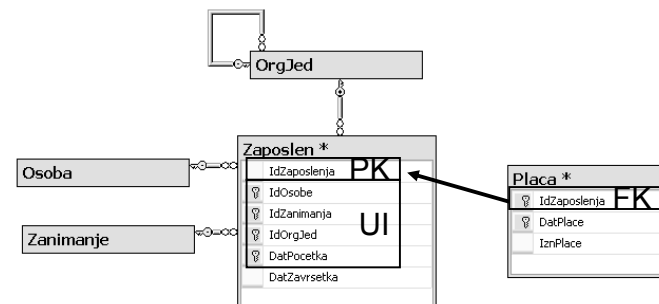 OrgJed
Osoba
Zanimanje
Zaposlen *
IdZaposlenja PK
IdOsobe
IdZanimanja
IdOrgJed
UI
DatPocetka
DatZavrsetka
Placa *
IdZaposlenja FK
DatPlace
IznPlace